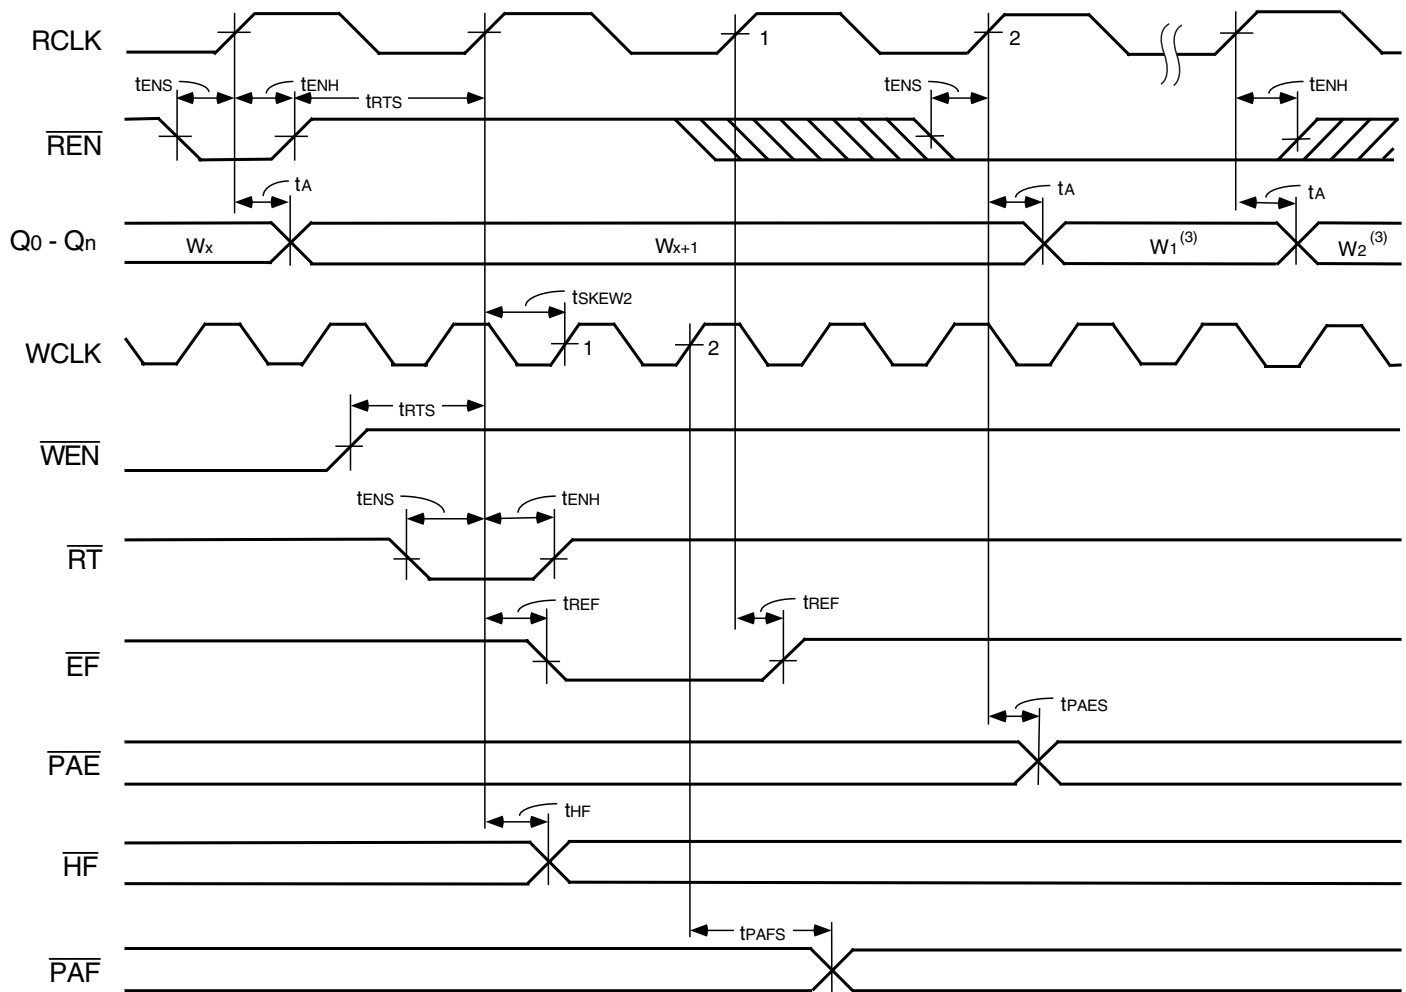 RCLK
1
2
tENS
tENH
tRTS
tENS
tENH
REN
tA
tA
tA
Q0 - Qn
Wx
Wx+1
W1(3)
W2(3)
tSKEW2
WCLK
1
2
tRTS
WEN
tENS
tENH
RT
tREF
tREF
EF
tPAES
PAE
tHF
HF
tPAFS
PAF